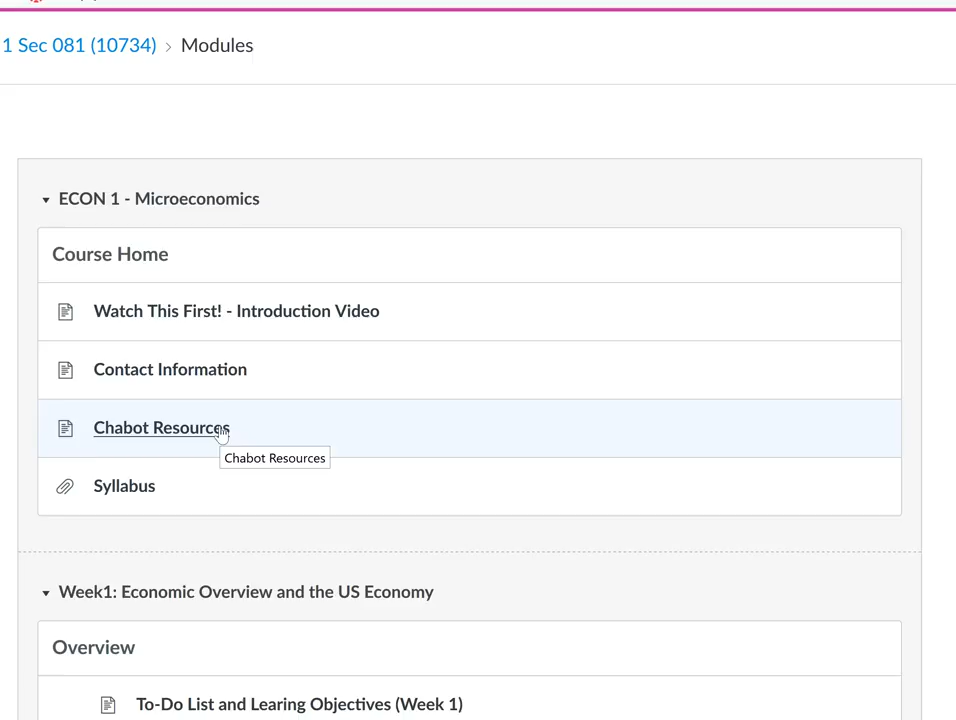 1 Sec 081 (10734) › Modules
ECON 1 - Microeconomics
Course Home
Watch This First! - Introduction Video
Contact Information
Chabot Resources
Chabot Resources
Syllabus
Week1: Economic Overview and the US Economy
Overview
To-Do List and Learing Objectives (Week 1)